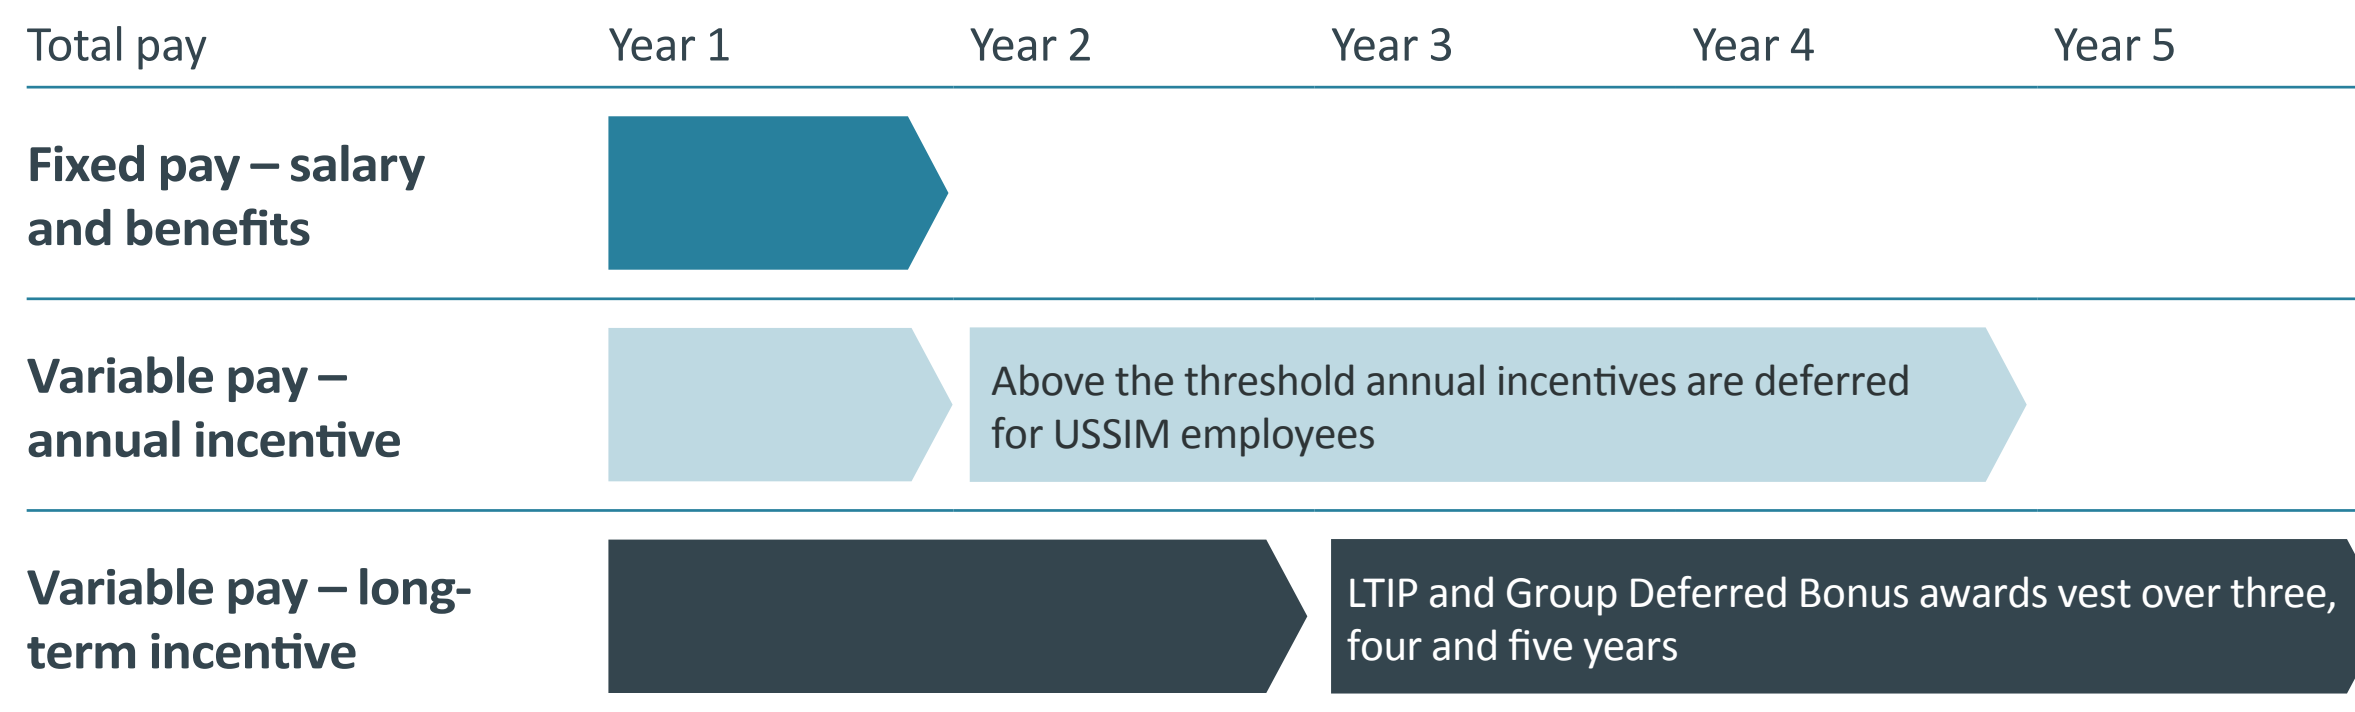 Total pay Year 1 Year 2 Year 3 Year 4 Year 5
Fixed pay – salary
and benefits
Variable pay –
annual incentive
Above the threshold annual incentives are deferred
for USSIM employees
Variable pay – long-
term incentive
LTIP and Group Deferred Bonus awards vest over three,
four and five years